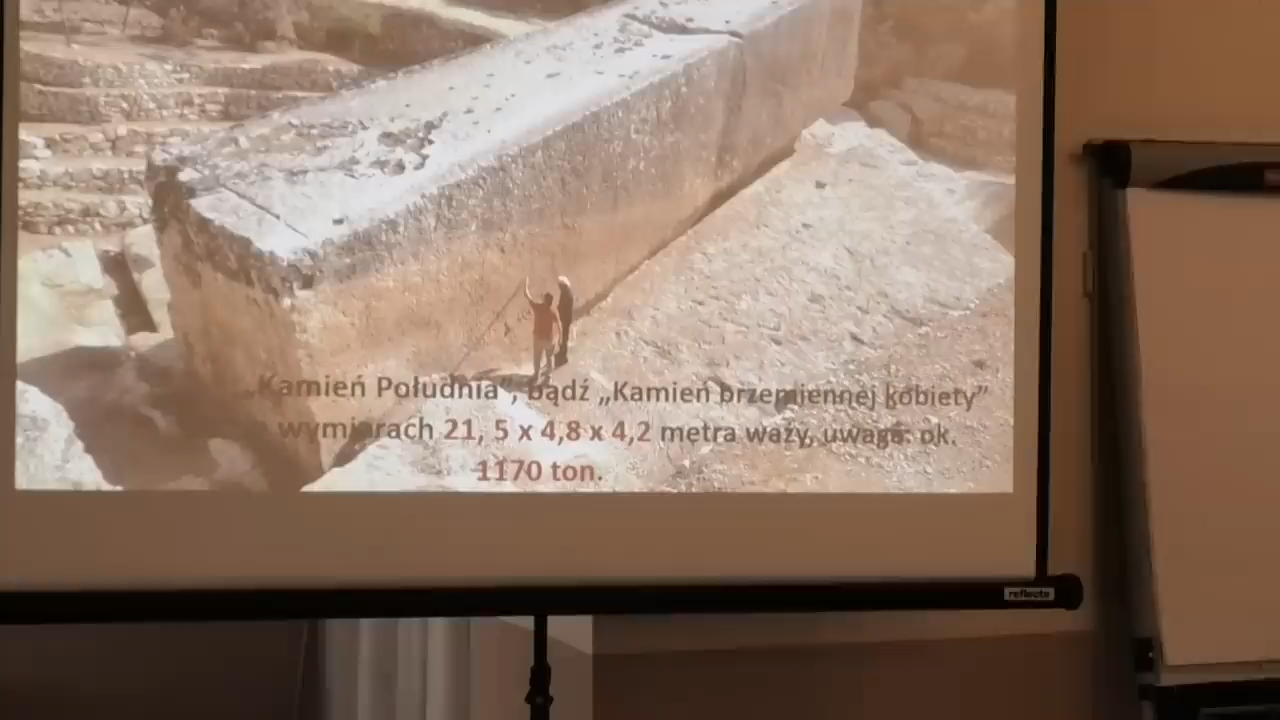 „Kamień Południa”, bądź „Kamień brzemiennej kobiety”
wymiarach 21, 5 x 4,8 x 4,2 metra waży, uwaga: ok.
1170 ton.
reflecta